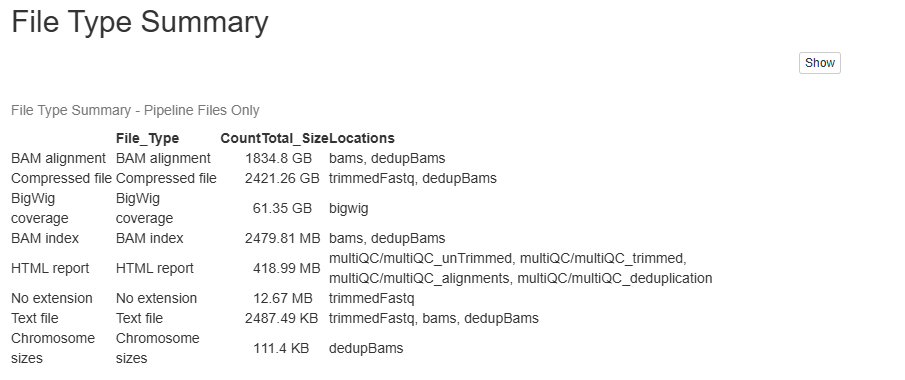 File Type Summary
Show
File Type Summary - Pipeline Files Only
File_Type CountTotal_SizeLocations
BAM alignment BAM alignment 1834.8 GB bams, dedupBams
Compressed file Compressed file 2421.26 GB trimmedFastq, dedupBams
BigWig coverage BigWig coverage 61.35 GB bigwig
BAM index BAM index 2479.81 MB bams, dedupBams
HTML report HTML report 418.99 MB multiQC/multiQC_unTrimmed, multiQC/multiQC_trimmed,
multiQC/multiQC_alignments, multiQC/multiQC_deduplication
No extension No extension 12.67 MB trimmedFastq
Text file Text file 2487.49 KB trimmedFastq, bams, dedupBams
Chromosome sizes Chromosome sizes 111.4 KB dedupBams